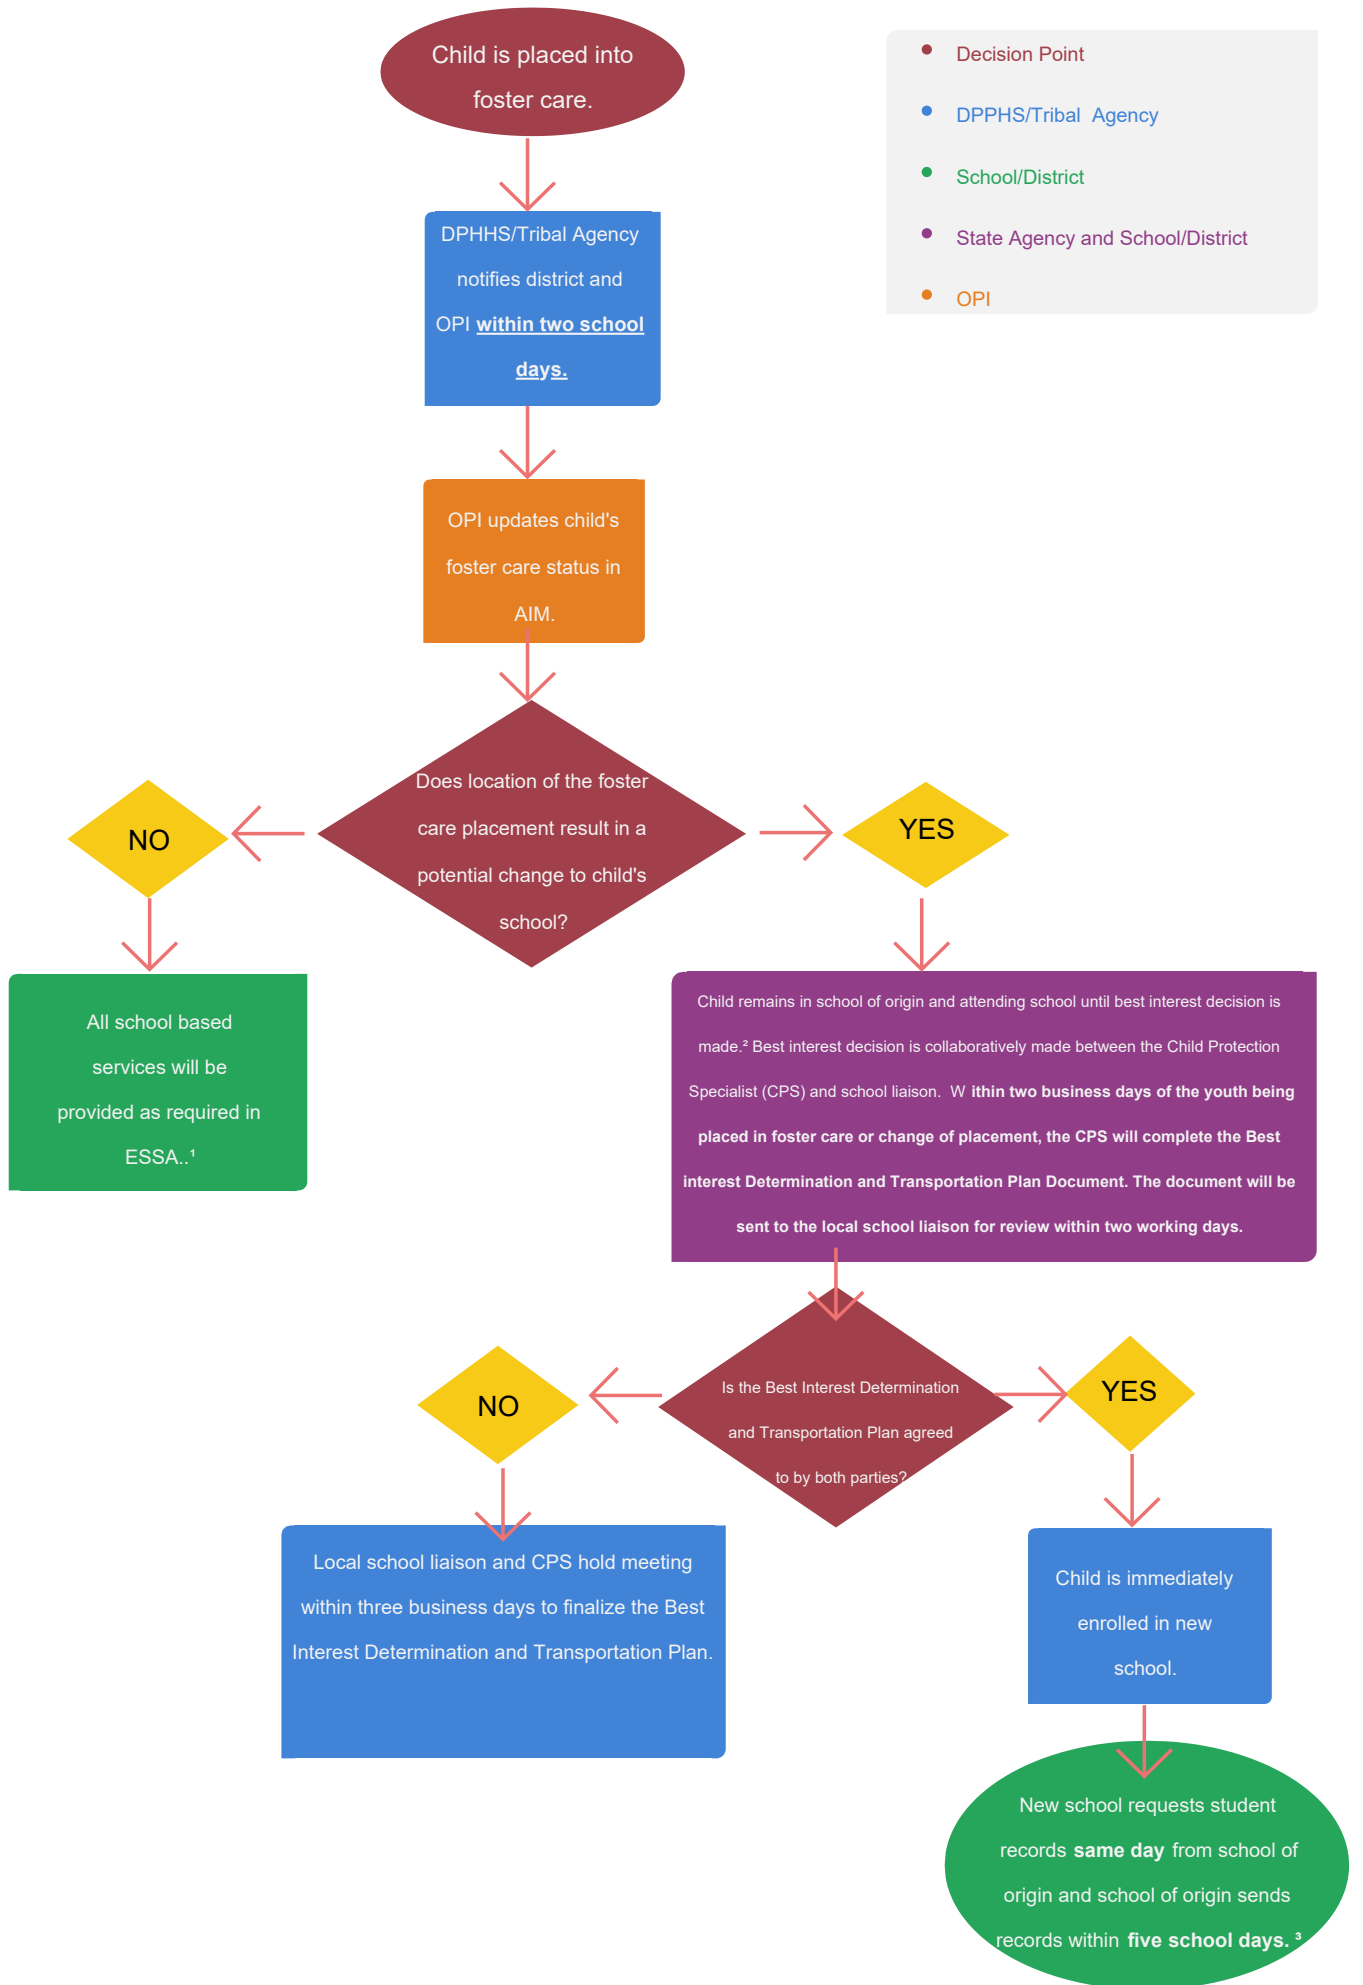 Child is placed into
foster care.
Decision Point
DPPHS/Tribal Agency
School/District
State Agency and School/District
OPI
DPHHS/Tribal Agency
notifies district and
OPI within two school
days.
OPI updates child's
foster care status in
AIM.
Does location of the foster
care placement result in a
potential change to child's
school?
NO
YES
All school based
services will be
provided as required in
ESSA..¹
Child remains in school of origin and attending school until best interest decision is
made.² Best interest decision is collaboratively made between the Child Protection
Specialist (CPS) and school liaison. W ithin two business days of the youth being
placed in foster care or change of placement, the CPS will complete the Best
interest Determination and Transportation Plan Document. The document will be
sent to the local school liaison for review within two working days.
Is the Best Interest Determination
and Transportation Plan agreed
to by both parties?
NO
YES
Local school liaison and CPS hold meeting
within three business days to finalize the Best
Interest Determination and Transportation Plan.
Child is immediately
enrolled in new
school.
New school requests student
records same day from school of
origin and school of origin sends
records within five school days. ³